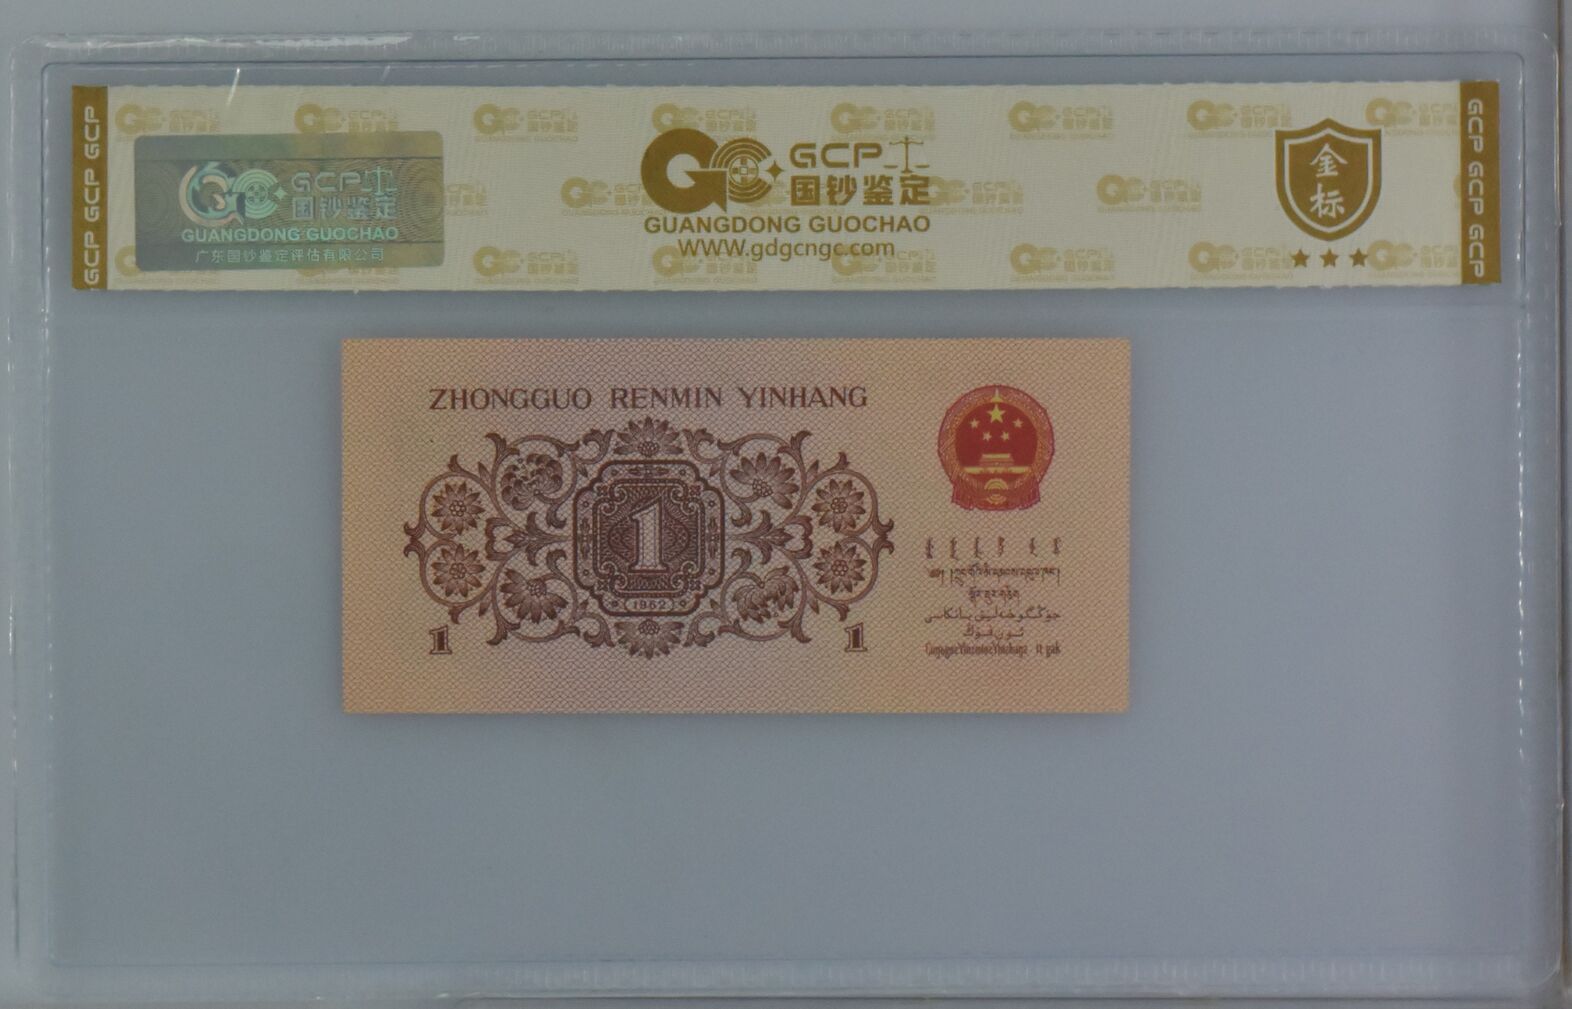 GCP GCP GCP
GCP 国钞鉴定
GUANGDONG GUOCHAO
广东国钞鉴定评估有限公司
GCP 国钞鉴定
GUANGDONG GUOCHAO
WWW.gdgcngc.com
金标
GCP GCP GCP
ZHONGGUO RENMIN YINHANG
1
(1962)
1 1